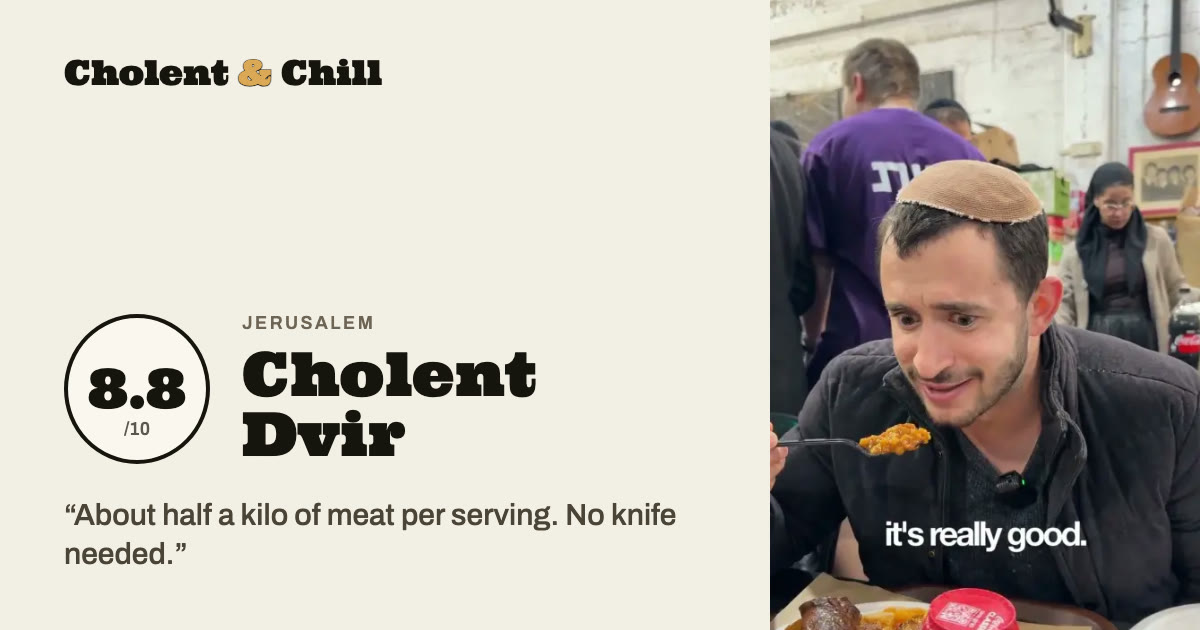 Cholent & Chill
8.8
/10
JERUSALEM
Cholent
Dvir
“About half a kilo of meat per serving. No knife
needed.”
it's really good.